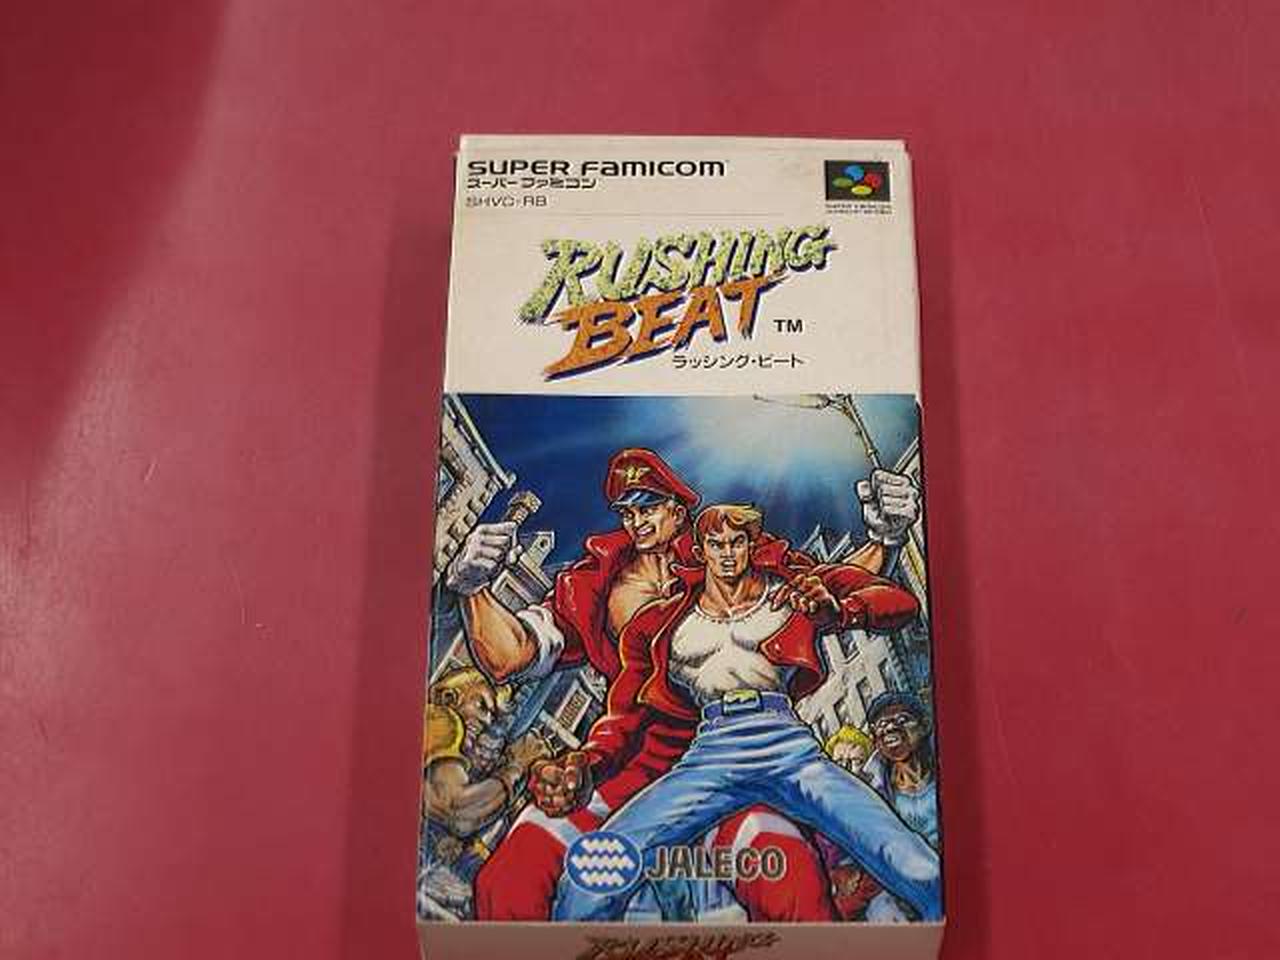 SUPER FAMICOM
スーパーファミコン
SHVC-RB
RUSHING
BEAT TM
ラッシング・ビート
JALECO
RUSHING